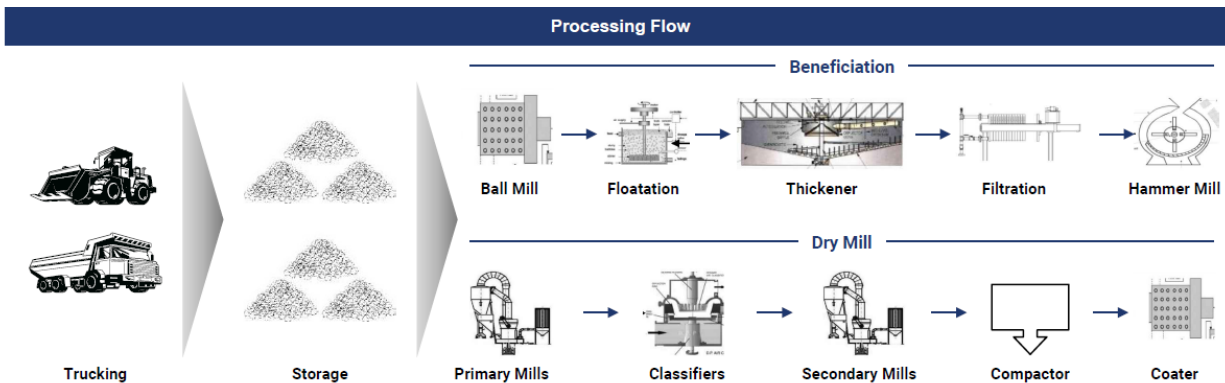 Processing Flow
Beneficiation
Ball Mill
Floatation
Thickener
Filtration
Hammer Mill
Dry Mill
Trucking
Storage
Primary Mills
Classifiers
Secondary Mills
Compactor
Coater